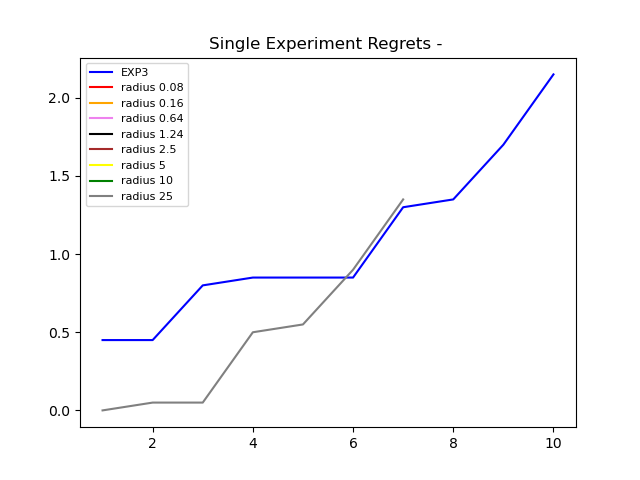 Single Experiment Regrets -
EXP3
radius 0.08
radius 0.16
radius 0.64
radius 1.24
radius 2.5
radius 5
radius 10
radius 25
2.0
1.5
1.0
0.5
0.0
2 4 6 8 10